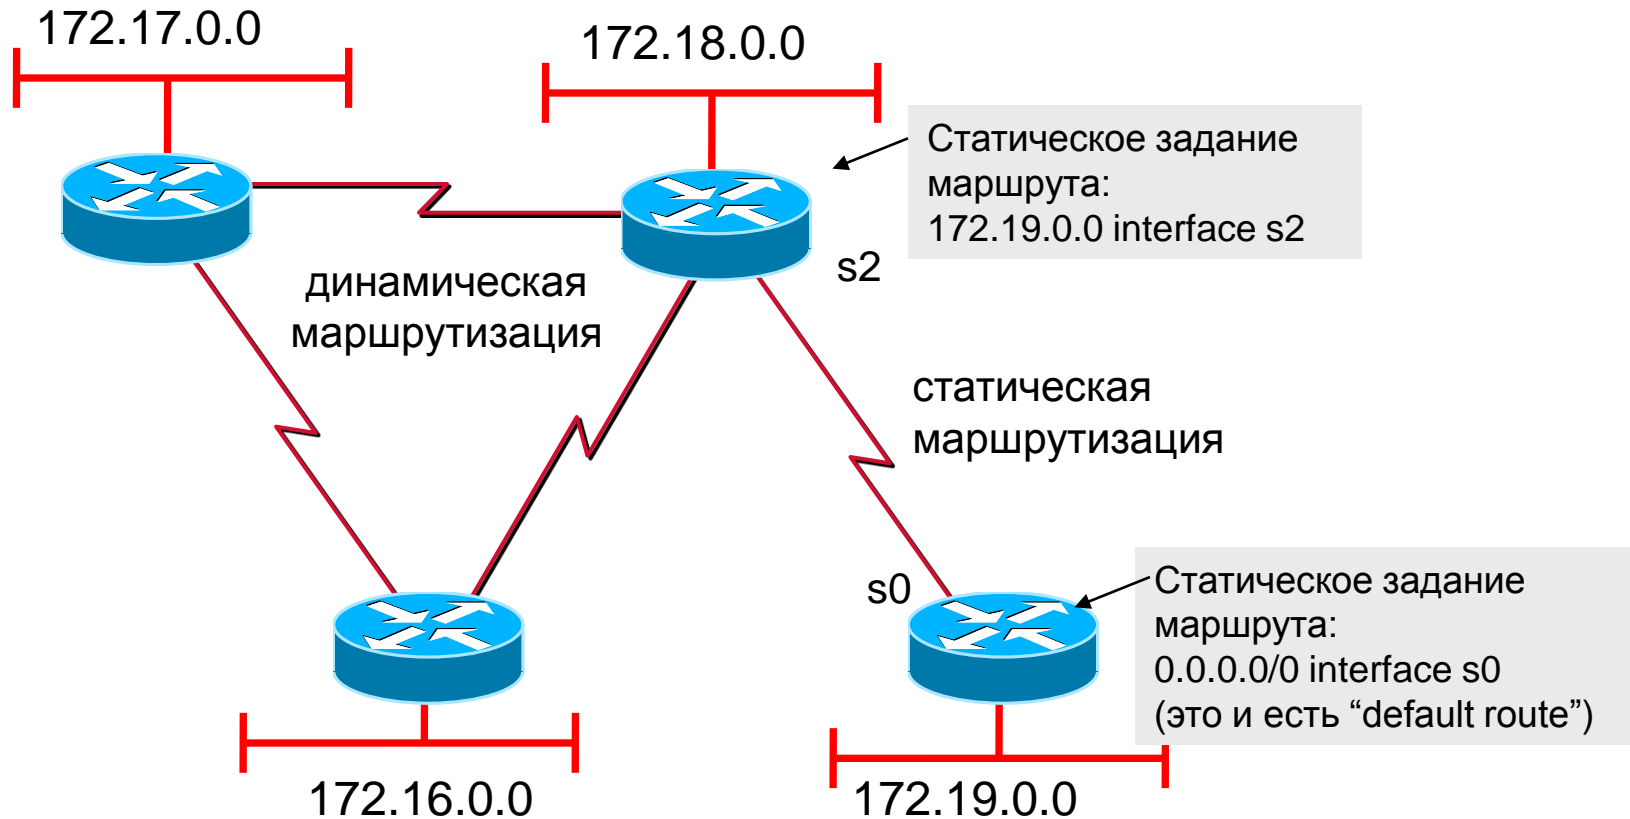 172.17.0.0
172.18.0.0
Статическое задание
маршрута:
172.19.0.0 interface s2
s2
динамическая
маршрутизация
статическая
маршрутизация
s0
Статическое задание
маршрута:
0.0.0.0/0 interface s0
(это и есть “default route”)
172.16.0.0
172.19.0.0